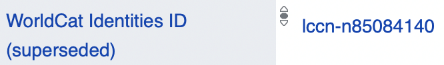 WorldCat Identities ID
(superseded)
lccn-n85084140